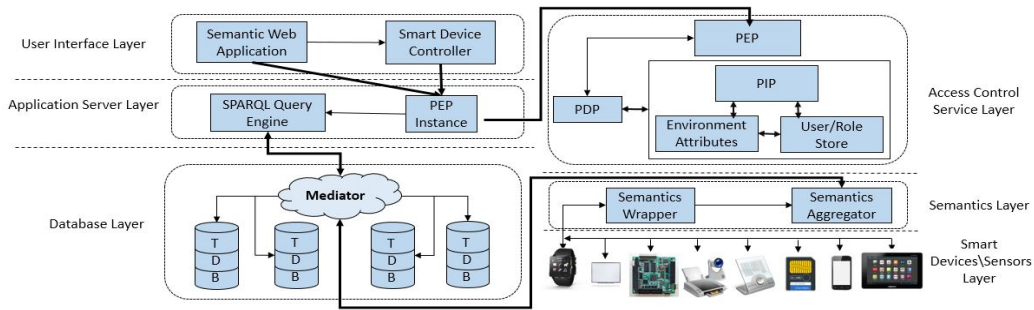 User Interface Layer
Semantic Web
Application
Smart Device
Controller
Application Server Layer
SPARQL Query
Engine
PEP
Instance
Database Layer
Mediator
T
D
B
T
D
B
T
D
B
T
D
B
PEP
PDP
PIP
Environment
Attributes
User/Role
Store
Access Control
Service Layer
Semantics
Wrapper
Semantics
Aggregator
Semantics Layer
Smart
Devices\Sensors
Layer